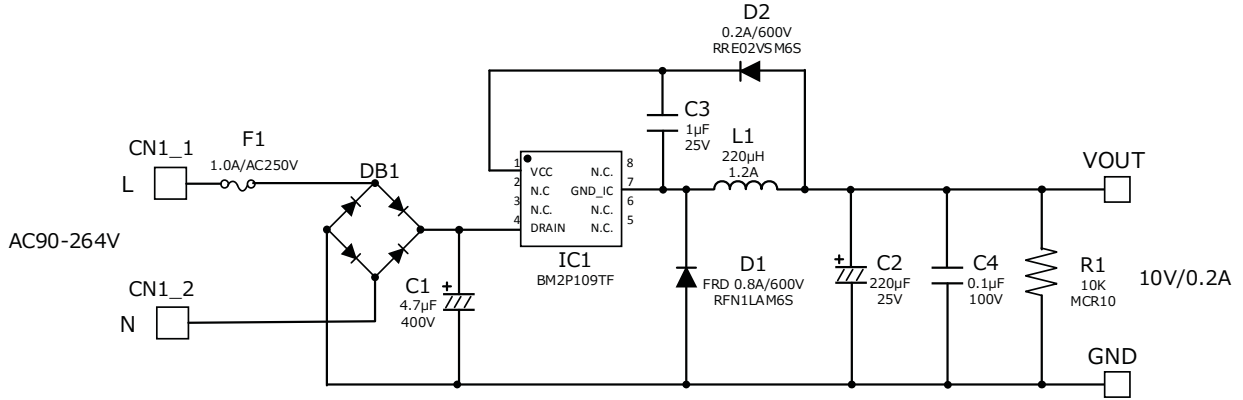 D2
0.2A/600V
RRE02VSM6S
C3
1µF
25V
L1
220µH
1.2A
CN1_1
L
F1
1.0A/AC250V
DB1
1
2
3
4
VCC
N.C
N.C.
DRAIN
N.C.
GND_IC
N.C.
N.C.
8
7
6
5
IC1
BM2P109TF
VOUT
AC90-264V
CN1_2
N
C1
+
4.7µF
400V
D1
FRD 0.8A/600V
RFN1LAM6S
+
C2
220µF
25V
C4
0.1µF
100V
R1
10K
MCR10
10V/0.2A
GND